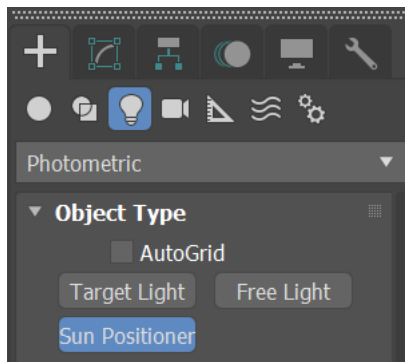 Photometric
Object Type
AutoGrid
Target Light Free Light
Sun Positioner